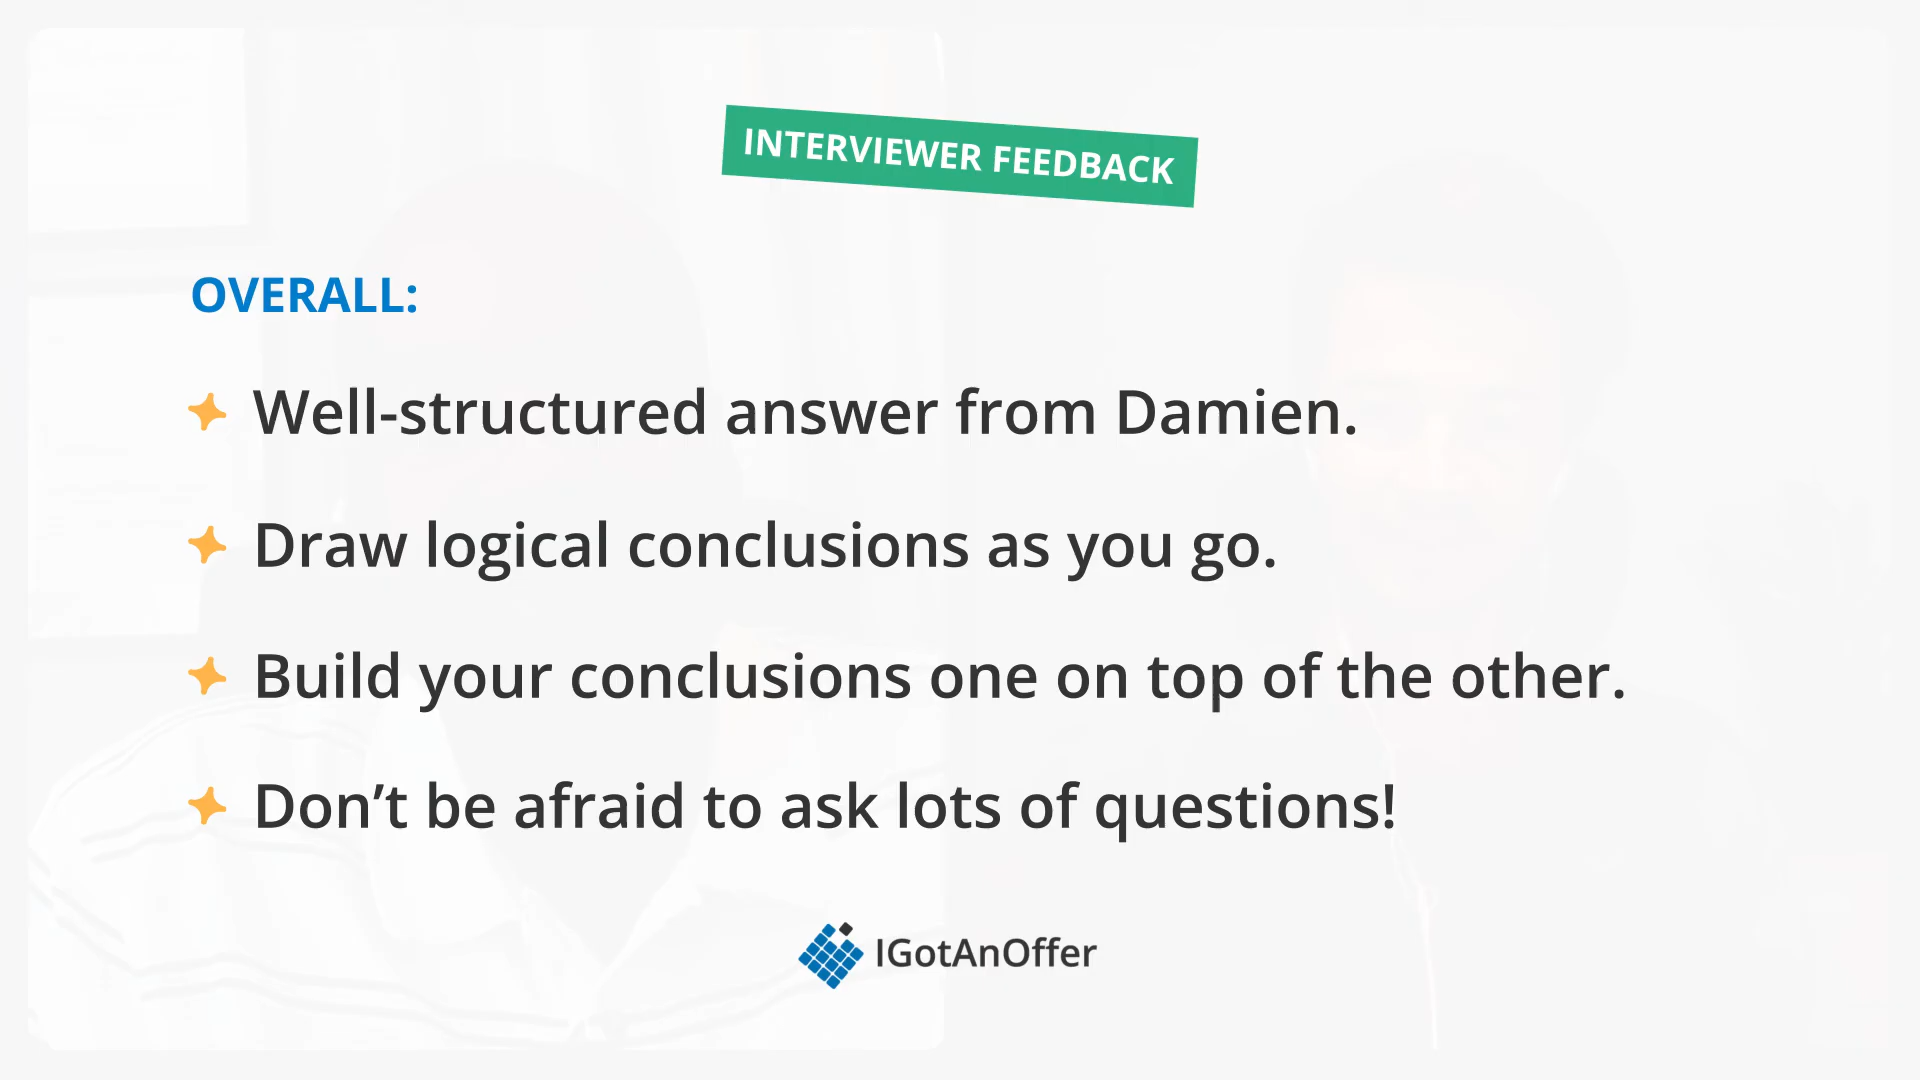 INTERVIEWER FEEDBACK
OVERALL:
Well-structured answer from Damien.
Draw logical conclusions as you go.
Build your conclusions one on top of the other.
Don’t be afraid to ask lots of questions!
IGotAnOffer